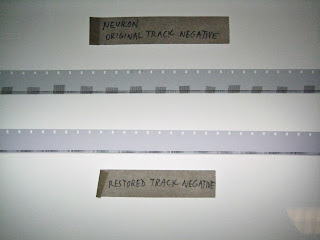 NEURON
ORIGINAL TRACK NEGATIVE
RESTORED TRACK NEGATIVE